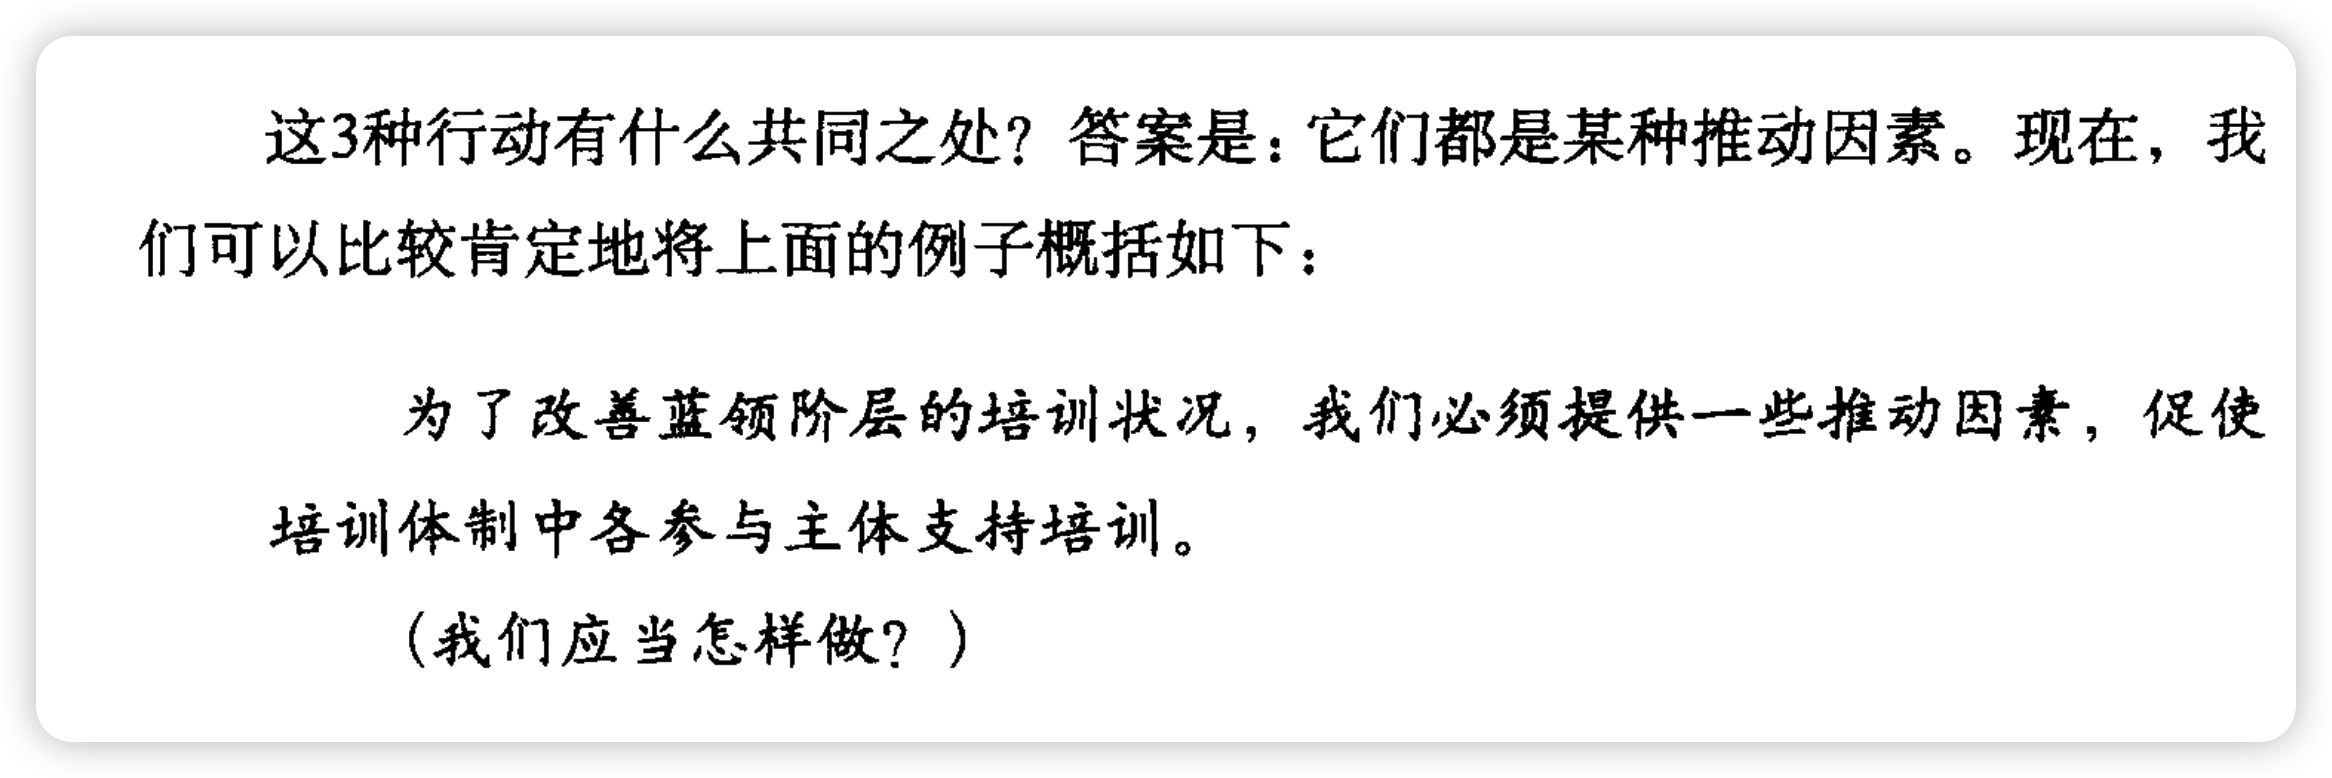 这3种行动有什么共同之处？答案是：它们都是某种推动因素。现在，我
们可以比较肯定地将上面的例子概括如下：
为了改善蓝领阶层的培训状况，我们必须提供一些推动因素，促使
培训体制中各参与主体支持培训。
（我们应当怎样做？）